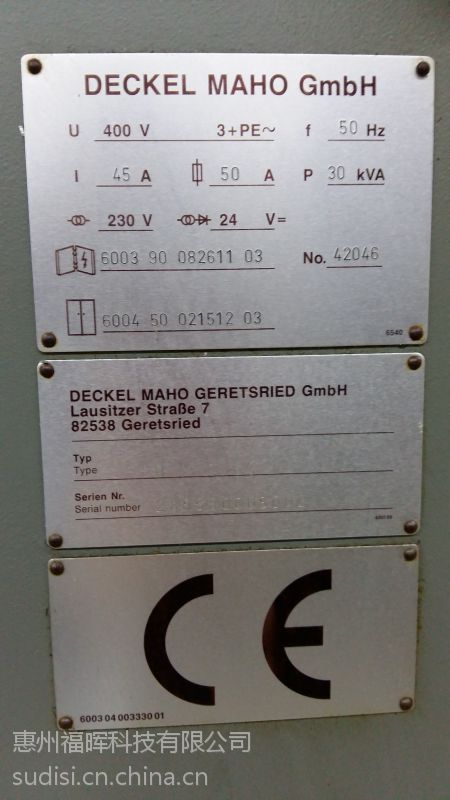 DECKEL MAHO GmbH
U 400 V 3+PE~ f 50 Hz
I 45 A 50 A P 30 kVA
230 V 24 V=
6003 90 082611 03 No. 42046
6004 50 021512 03
6540
DECKEL MAHO GERETSRIED GmbH
Lausitzer Straße 7
82538 Geretsried
Typ
Type
Serien Nr.
Serial number
CE
6003 04 003330 01
惠州福晖科技有限公司
sudisi.cn.china.cn